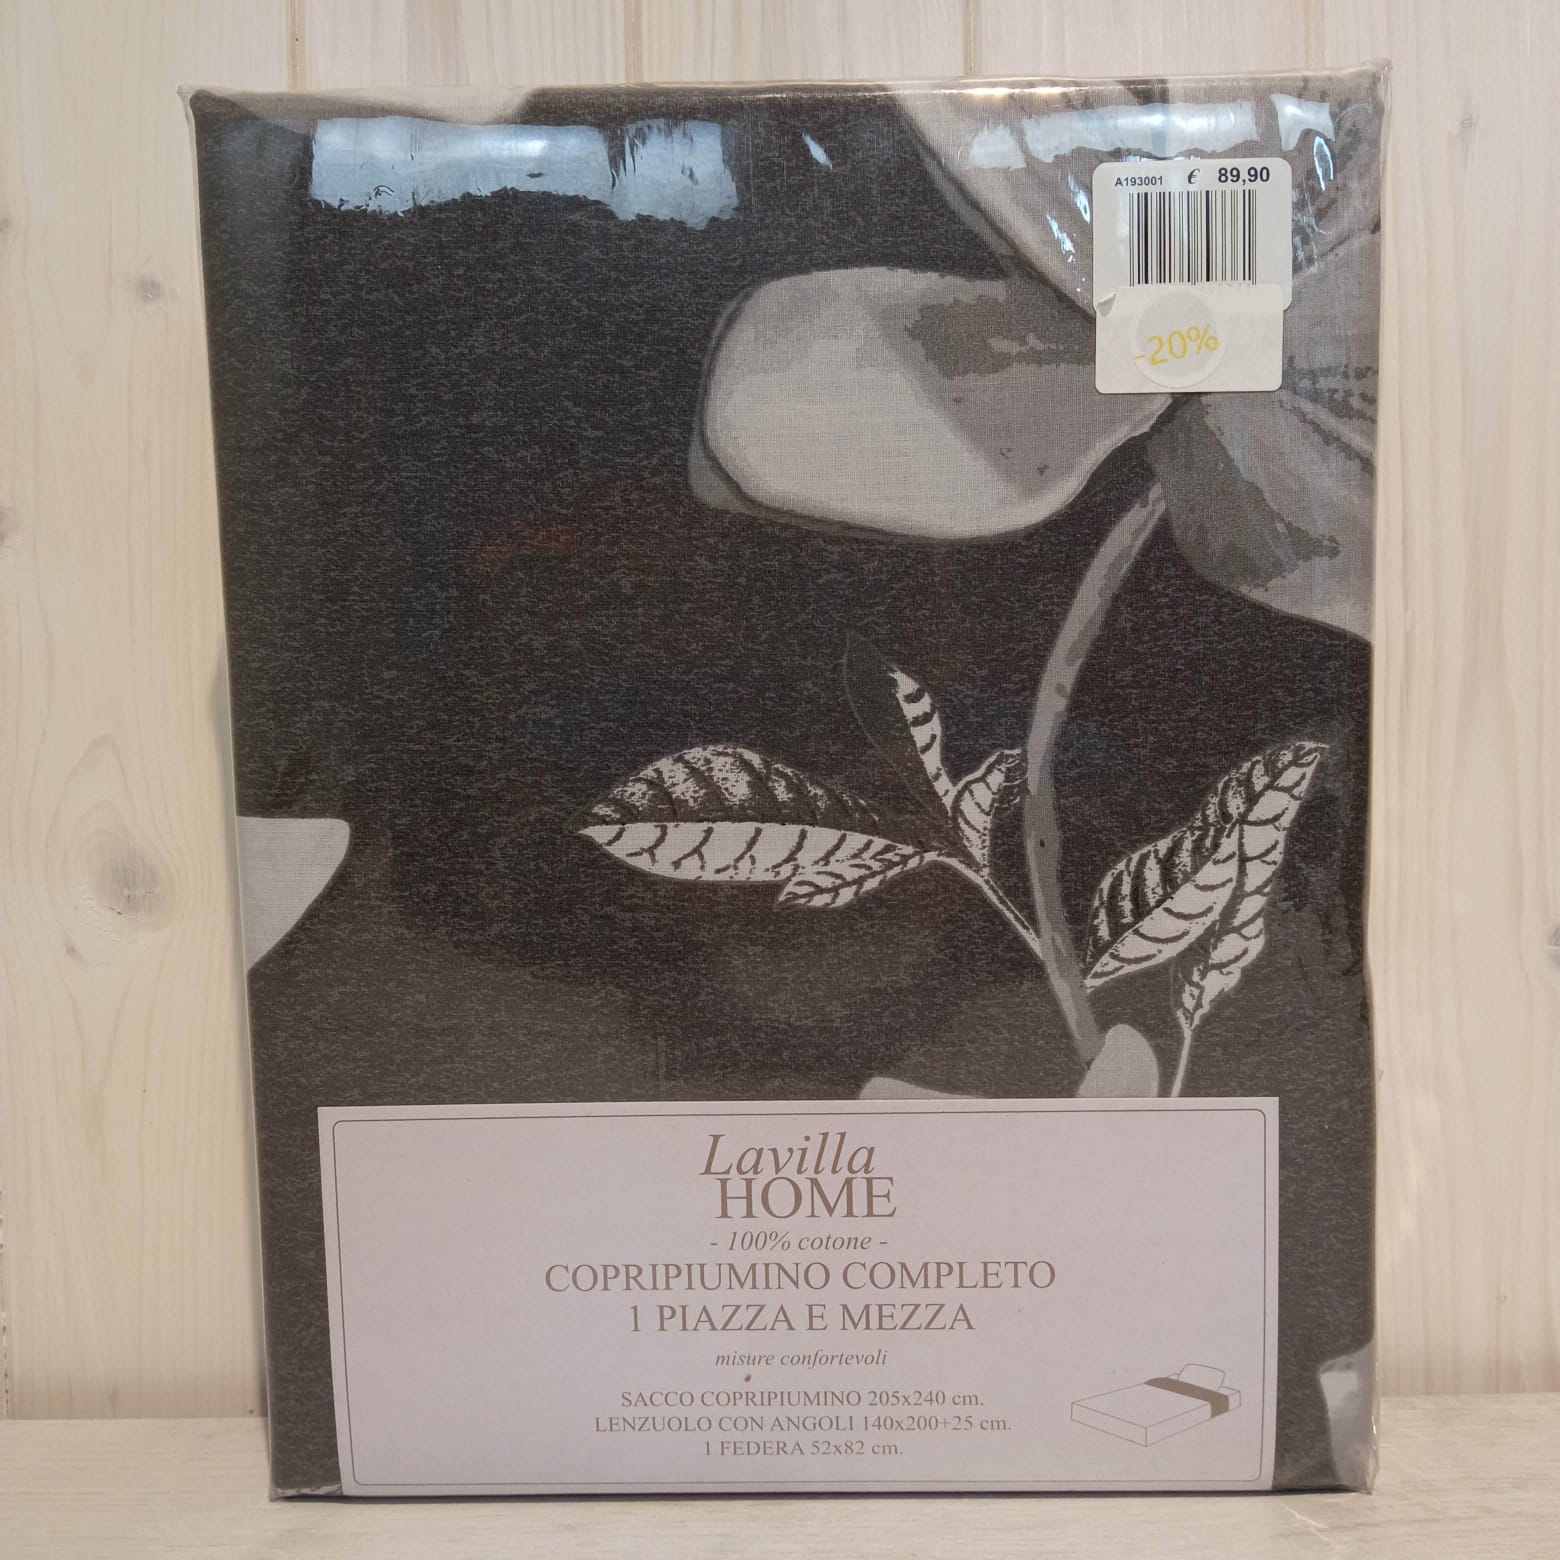 A193001 € 89,90
-20%
Lavilla
HOME
- 100% cotone -
COPRIPIUMINO COMPLETO
1 PIAZZA E MEZZA
misure confortevoli
SACCO COPRIPIUMINO 205x240 cm.
LENZUOLO CON ANGOLI 140x200+25 cm.
1 FEDERA 52x82 cm.